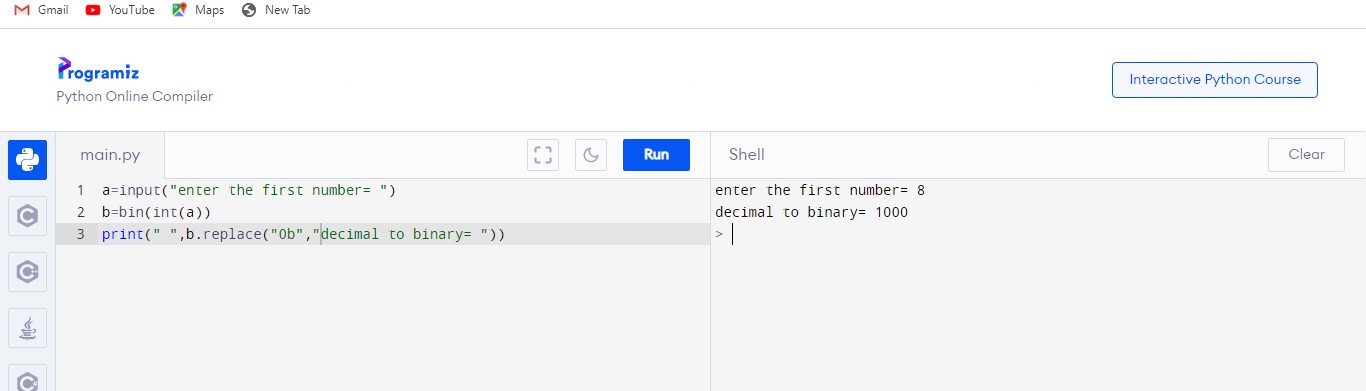 Gmail YouTube Maps New Tab
Programiz
Python Online Compiler
Interactive Python Course
main.py Run Shell Clear
1 a=input("enter the first number= ")
2 b=bin(int(a))
3 print(" ",b.replace("0b","decimal to binary= "))
enter the first number= 8
decimal to binary= 1000
>